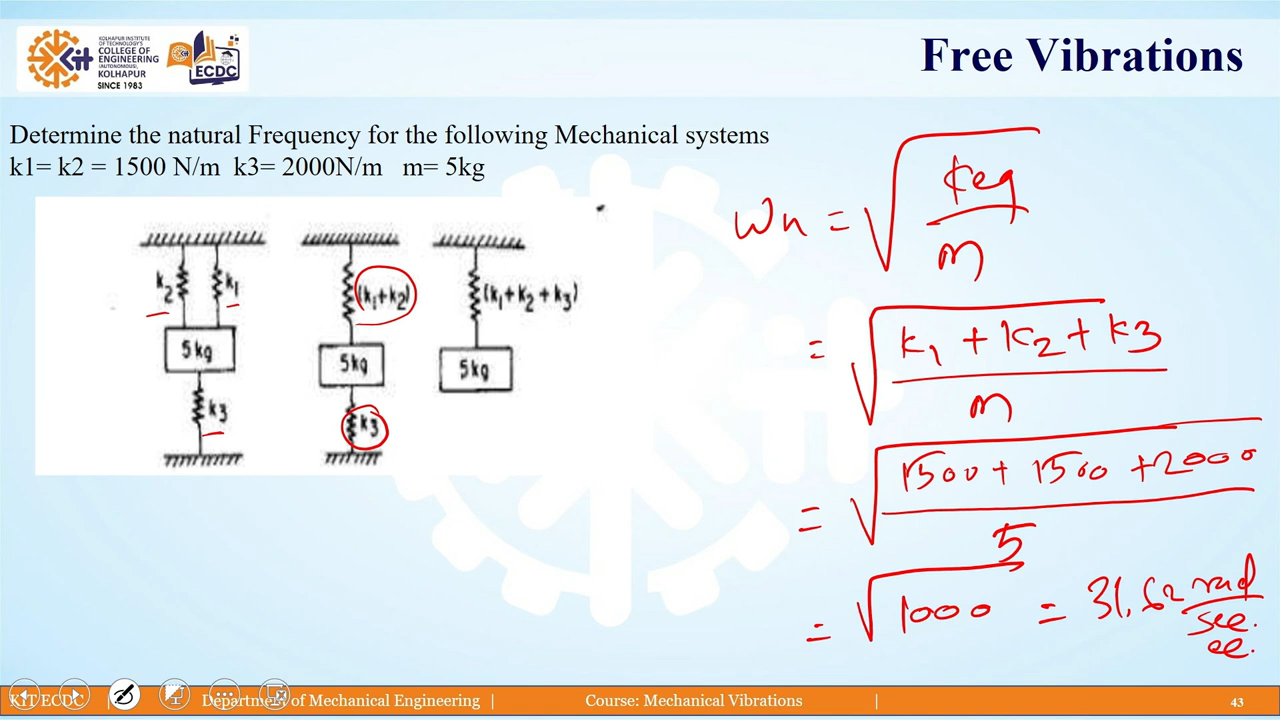 KOLHAPUR INSTITUTE
OF TECHNOLOGY'S
COLLEGE OF
ENGINEERING
(AUTONOMOUS),
KOLHAPUR
SINCE 1983
Kit
ECDC
Free Vibrations
Determine the natural Frequency for the following Mechanical systems
k1= k2 = 1500 N/m k3= 2000N/m m= 5kg
k2 k1
5kg
k3
(k1+k2)
5kg
k3
(k1+k2+k3)
5kg
Wn = √(keq/m)
= √((k1 + k2 + k3)/m)
= √((1500 + 1500 + 2000)/5)
= √1000 = 31.62 rad/sec.
KIT ECDC | Department of Mechanical Engineering | Course: Mechanical Vibrations | 43